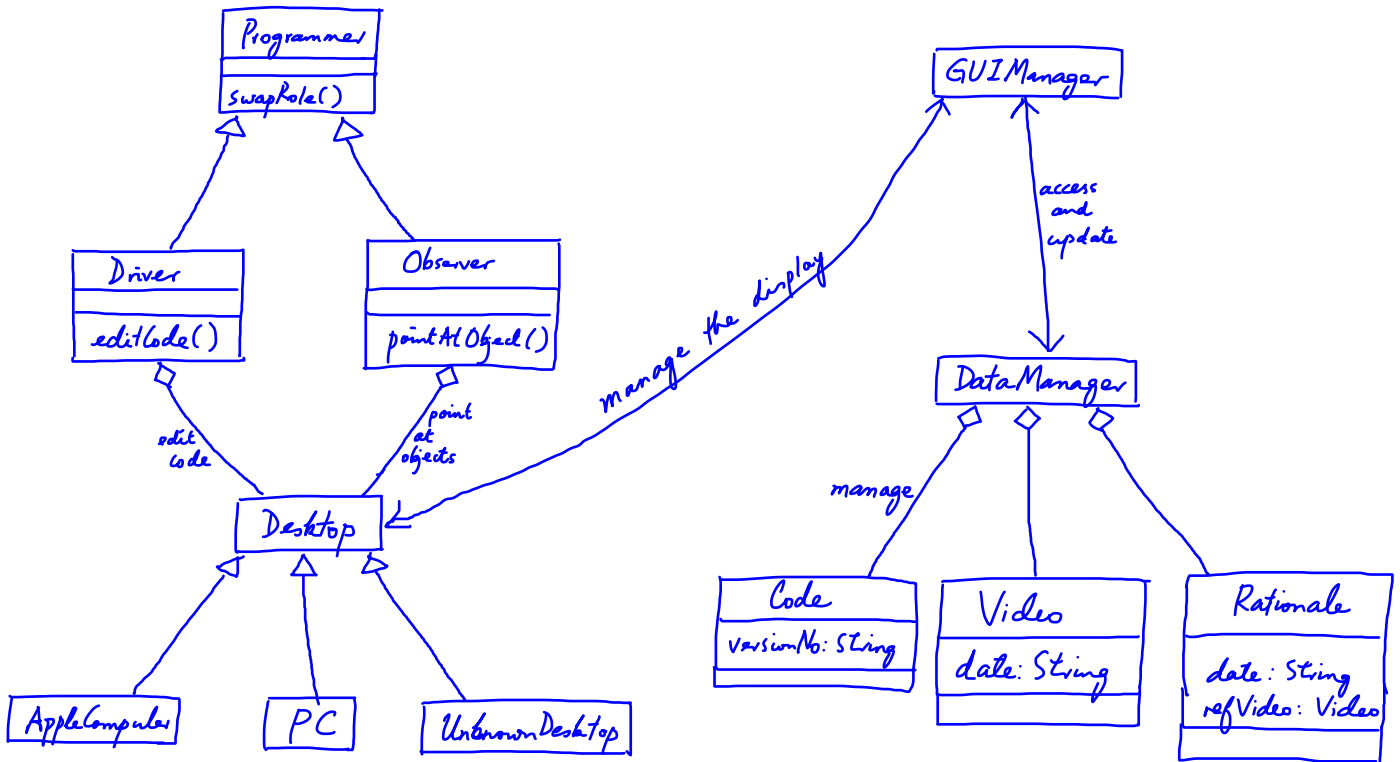 Programmer
swapRole()
GUIManager
access
and
update
Driver
editCode()
Observer
pointAtObject()
manage the display
DataManager
edit
code
point
at
objects
manage
Desktop
Code
versionNo: String
Video
date: String
Rationale
date: String
refVideo: Video
AppleComputer
PC
UnknownDesktop